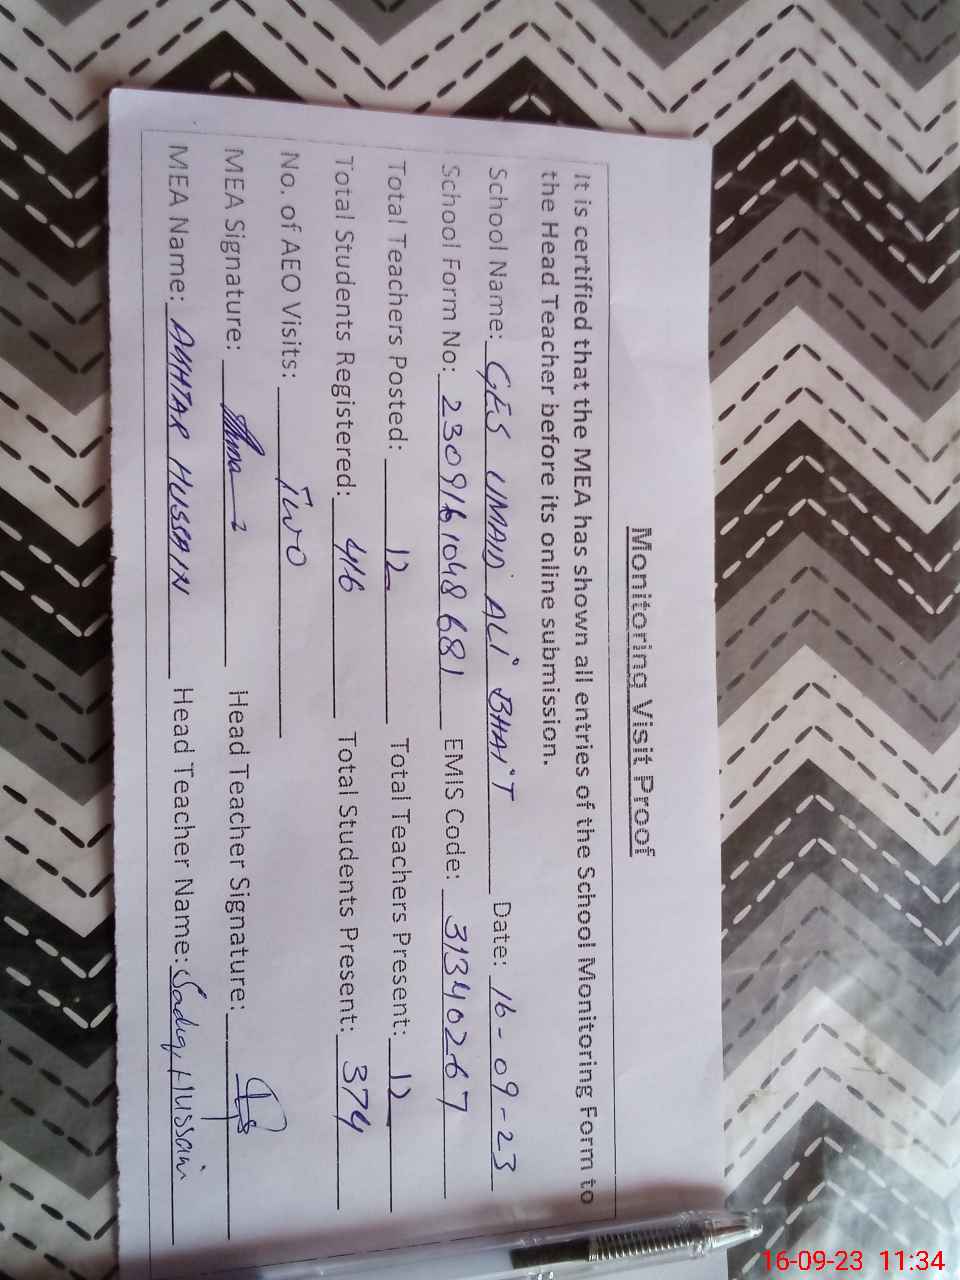 Monitoring Visit Proof
It is certified that the MEA has shown all entries of the School Monitoring Form to
the Head Teacher before its online submission.
School Name: GES UMAID ALI BHAIT Date: 16-09-23
School Form No: 2309161048681 EMIS Code: 31340267
Total Teachers Posted: 12 Total Teachers Present: 12
Total Students Registered: 416 Total Students Present: 374
No. of AEO Visits: Two
MEA Signature: Head Teacher Signature:
MEA Name: AKHTAR HUSSAIN Head Teacher Name: Sadiq Hussain
16-09-23 11:34